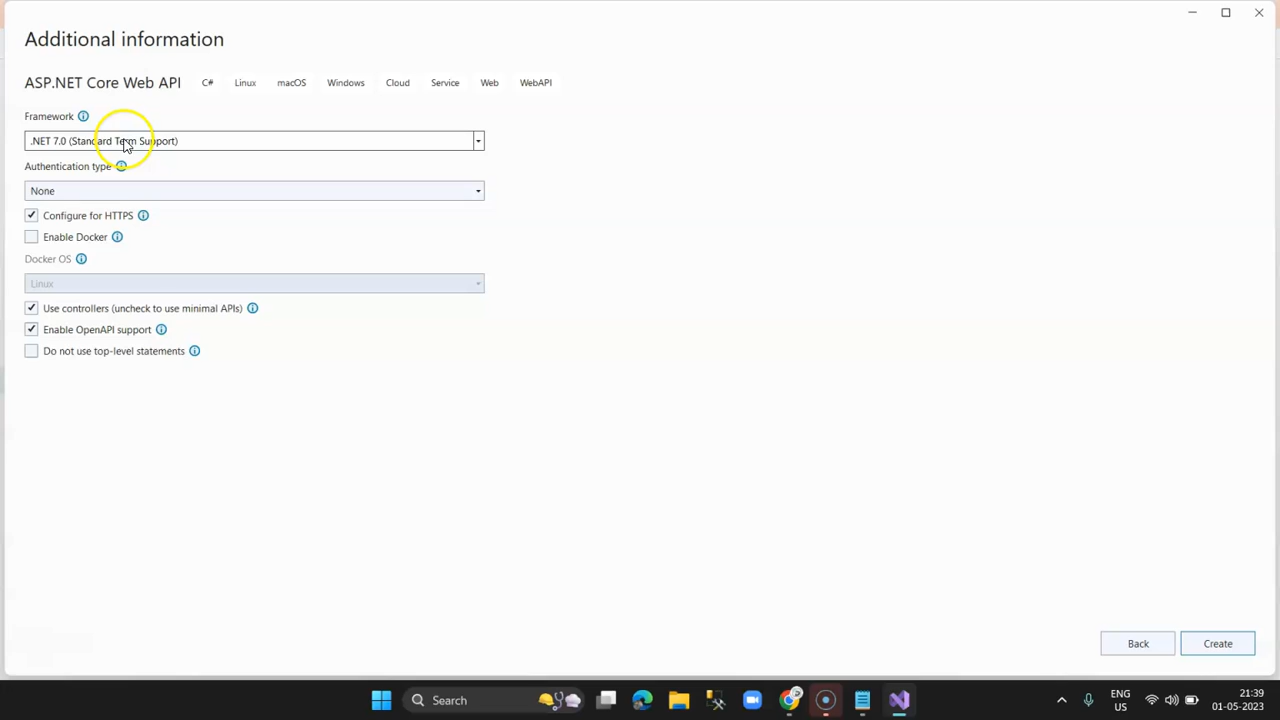 Additional information
ASP.NET Core Web API C# Linux macOS Windows Cloud Service Web WebAPI
Framework
.NET 7.0 (Standard Term Support)
Authentication type
None
Configure for HTTPS
Enable Docker
Docker OS
Linux
Use controllers (uncheck to use minimal APIs)
Enable OpenAPI support
Do not use top-level statements
Back Create
Search
ENG
US
21:39
01-05-2023